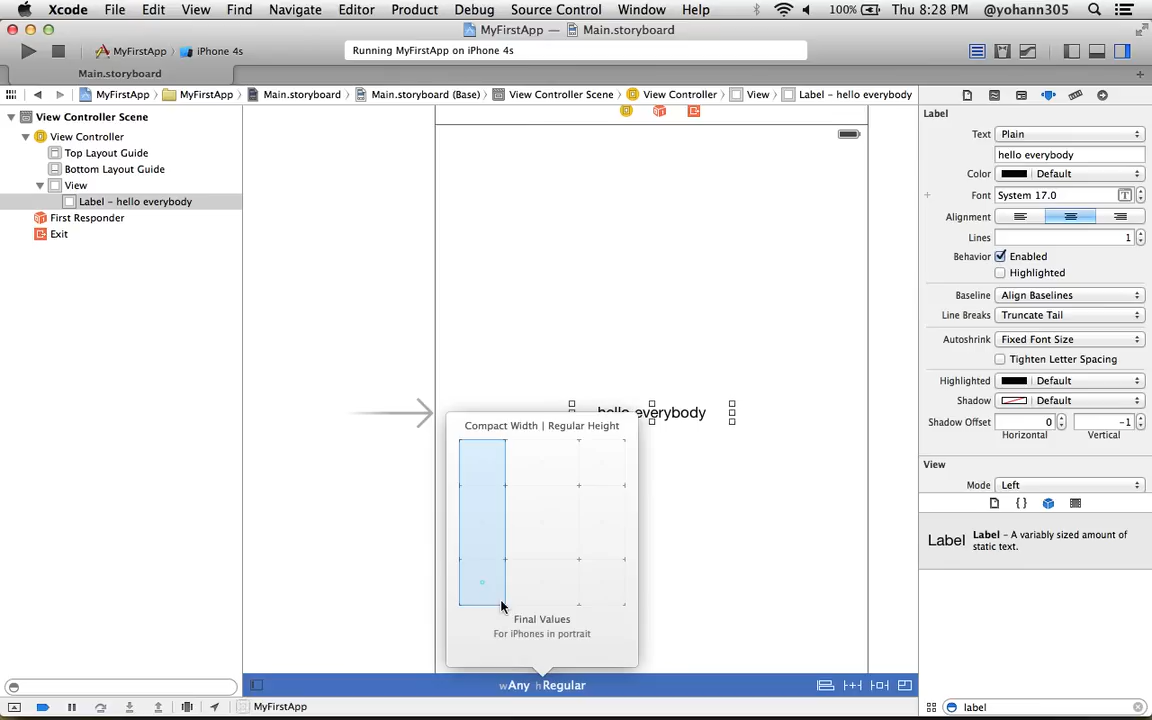 Xcode File Edit View Find Navigate Editor Product Debug Source Control Window Help 100% Thu 8:28 PM @yohann305
MyFirstApp — Main.storyboard
MyFirstApp iPhone 4s Running MyFirstApp on iPhone 4s
Main.storyboard
MyFirstApp MyFirstApp Main.storyboard Main.storyboard (Base) View Controller Scene View Controller View Label – hello everybody
View Controller Scene
View Controller
Top Layout Guide
Bottom Layout Guide
View
Label – hello everybody
First Responder
Exit
hello everybody
Compact Width | Regular Height
Final Values
For iPhones in portrait
wAny hRegular
Label
Text Plain
hello everybody
Color Default
Font System 17.0 T
Alignment
Lines 1
Behavior Enabled
Highlighted
Baseline Align Baselines
Line Breaks Truncate Tail
Autoshrink Fixed Font Size
Tighten Letter Spacing
Highlighted Default
Shadow Default
Shadow Offset 0 -1
Horizontal Vertical
View
Mode Left
{ }
Label Label – A variably sized amount of
static text.
MyFirstApp
label